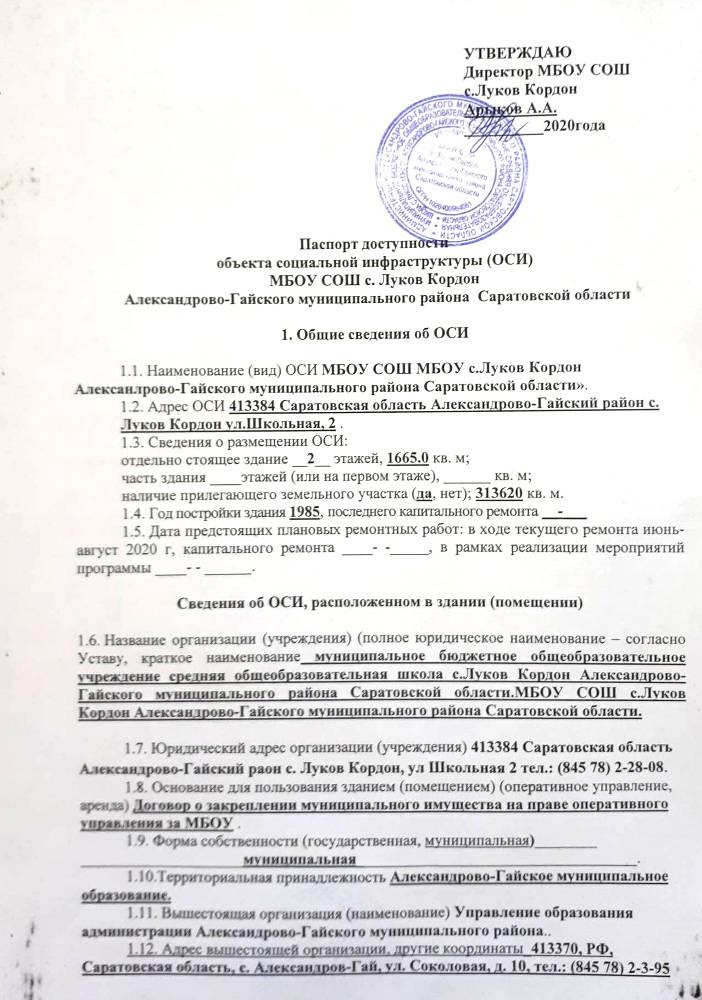 УТВЕРЖДАЮ
Директор МБОУ СОШ
с.Луков Кордон
Арыков А.А.
__________2020года
Паспорт доступности
объекта социальной инфраструктуры (ОСИ)
МБОУ СОШ с. Луков Кордон
Александрово-Гайского муниципального района Саратовской области
1. Общие сведения об ОСИ
1.1. Наименование (вид) ОСИ МБОУ СОШ МБОУ с.Луков Кордон
Алексанлрово-Гайского муниципального района Саратовской области».
1.2. Адрес ОСИ 413384 Саратовская область Александрово-Гайский район с.
Луков Кордон ул.Школьная, 2 .
1.3. Сведения о размещении ОСИ:
отдельно стоящее здание __2__ этажей, 1665.0 кв. м;
часть здания ____этажей (или на первом этаже), ______ кв. м;
наличие прилегающего земельного участка (да, нет); 313620 кв. м.
1.4. Год постройки здания 1985, последнего капитального ремонта __-___
1.5. Дата предстоящих плановых ремонтных работ: в ходе текущего ремонта июнь-
август 2020 г, капитального ремонта ____- -_____, в рамках реализации мероприятий
программы ____- - ______.
Сведения об ОСИ, расположенном в здании (помещении)
1.6. Название организации (учреждения) (полное юридическое наименование – согласно
Уставу, краткое наименование муниципальное бюджетное общеобразовательное
учреждение средняя общеобразовательная школа с.Луков Кордон Александрово-
Гайского муниципального района Саратовской области.МБОУ СОШ с.Луков
Кордон Александрово-Гайского муниципального района Саратовской области.
1.7. Юридический адрес организации (учреждения) 413384 Саратовская область
Александрово-Гайский раон с. Луков Кордон, ул Школьная 2 тел.: (845 78) 2-28-08.
1.8. Основание для пользования зданием (помещением) (оперативное управление,
аренда) Договор о закреплении муниципального имущества на праве оперативного
управления за МБОУ .
1.9. Форма собственности (государственная, муниципальная)________
муниципальная.
1.10.Территориальная принадлежность Александрово-Гайское муниципальное
образование.
1.11. Вышестоящая организация (наименование) Управление образования
администрации Александрово-Гайского муниципального района..
1.12. Адрес вышестоящей организации, другие координаты 413370, РФ,
Саратовская область, с. Александров-Гай, ул. Соколовая, д. 10, тел.: (845 78) 2-3-95